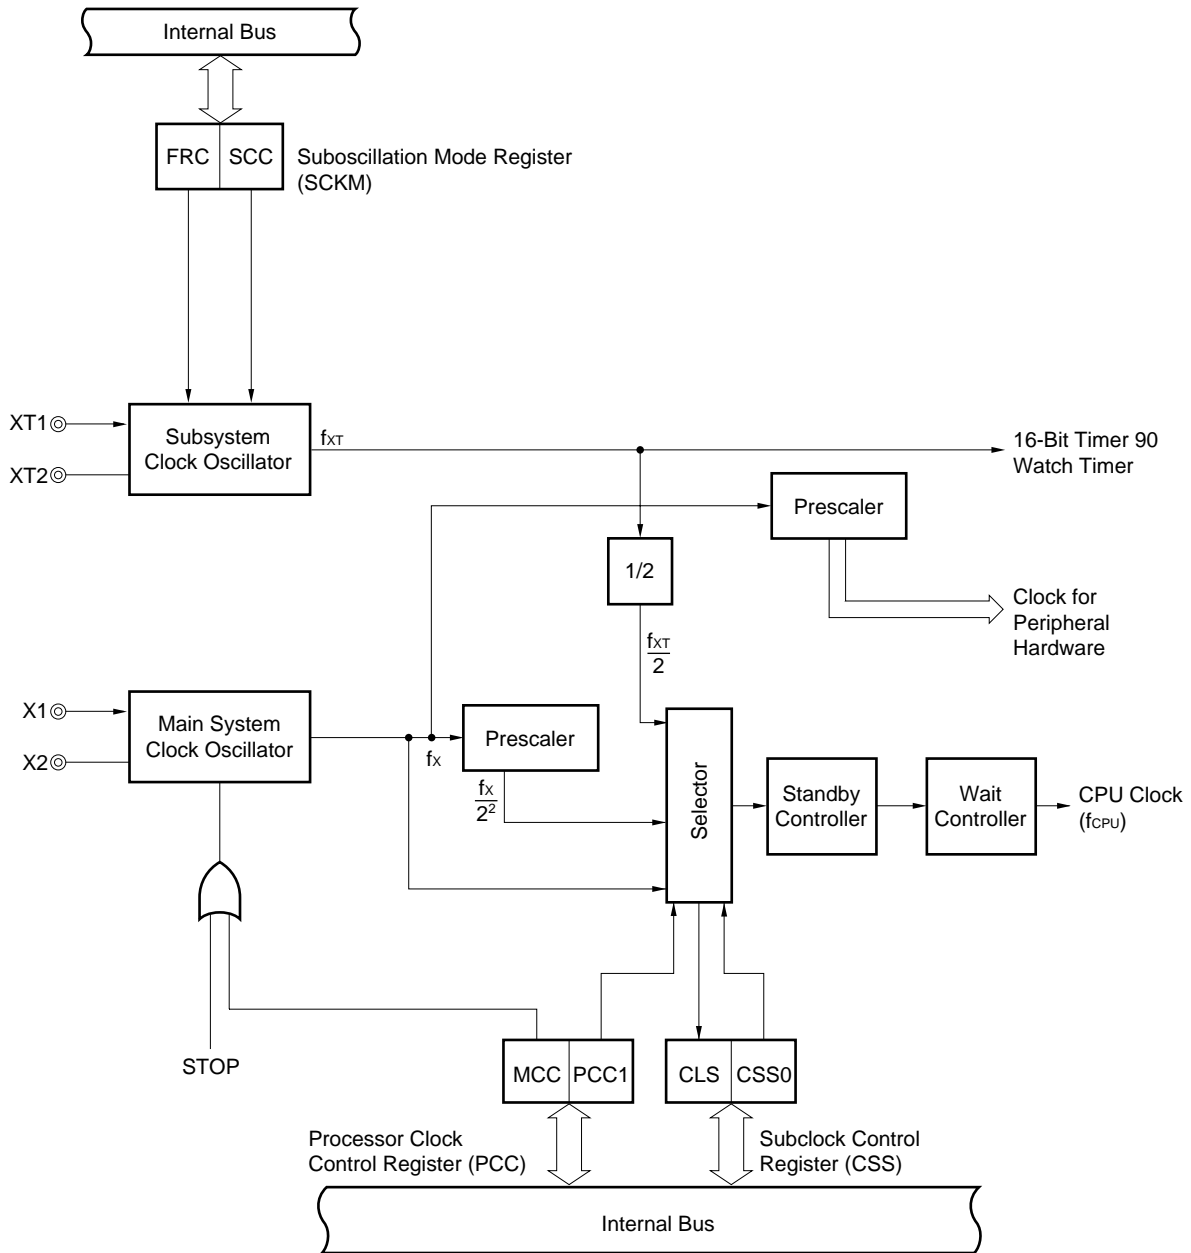 Internal Bus
FRC SCC
Suboscillation Mode Register
(SCKM)
XT1
XT2
Subsystem
Clock Oscillator
fXT
16-Bit Timer 90
Watch Timer
Prescaler
1/2
Clock for
Peripheral
Hardware
fXT
2
X1
X2
Main System
Clock Oscillator
fX
Prescaler
fX
2²
Selector
Standby
Controller
Wait
Controller
CPU Clock
(fCPU)
STOP
MCC PCC1
CLS CSS0
Processor Clock
Control Register (PCC)
Subclock Control
Register (CSS)
Internal Bus